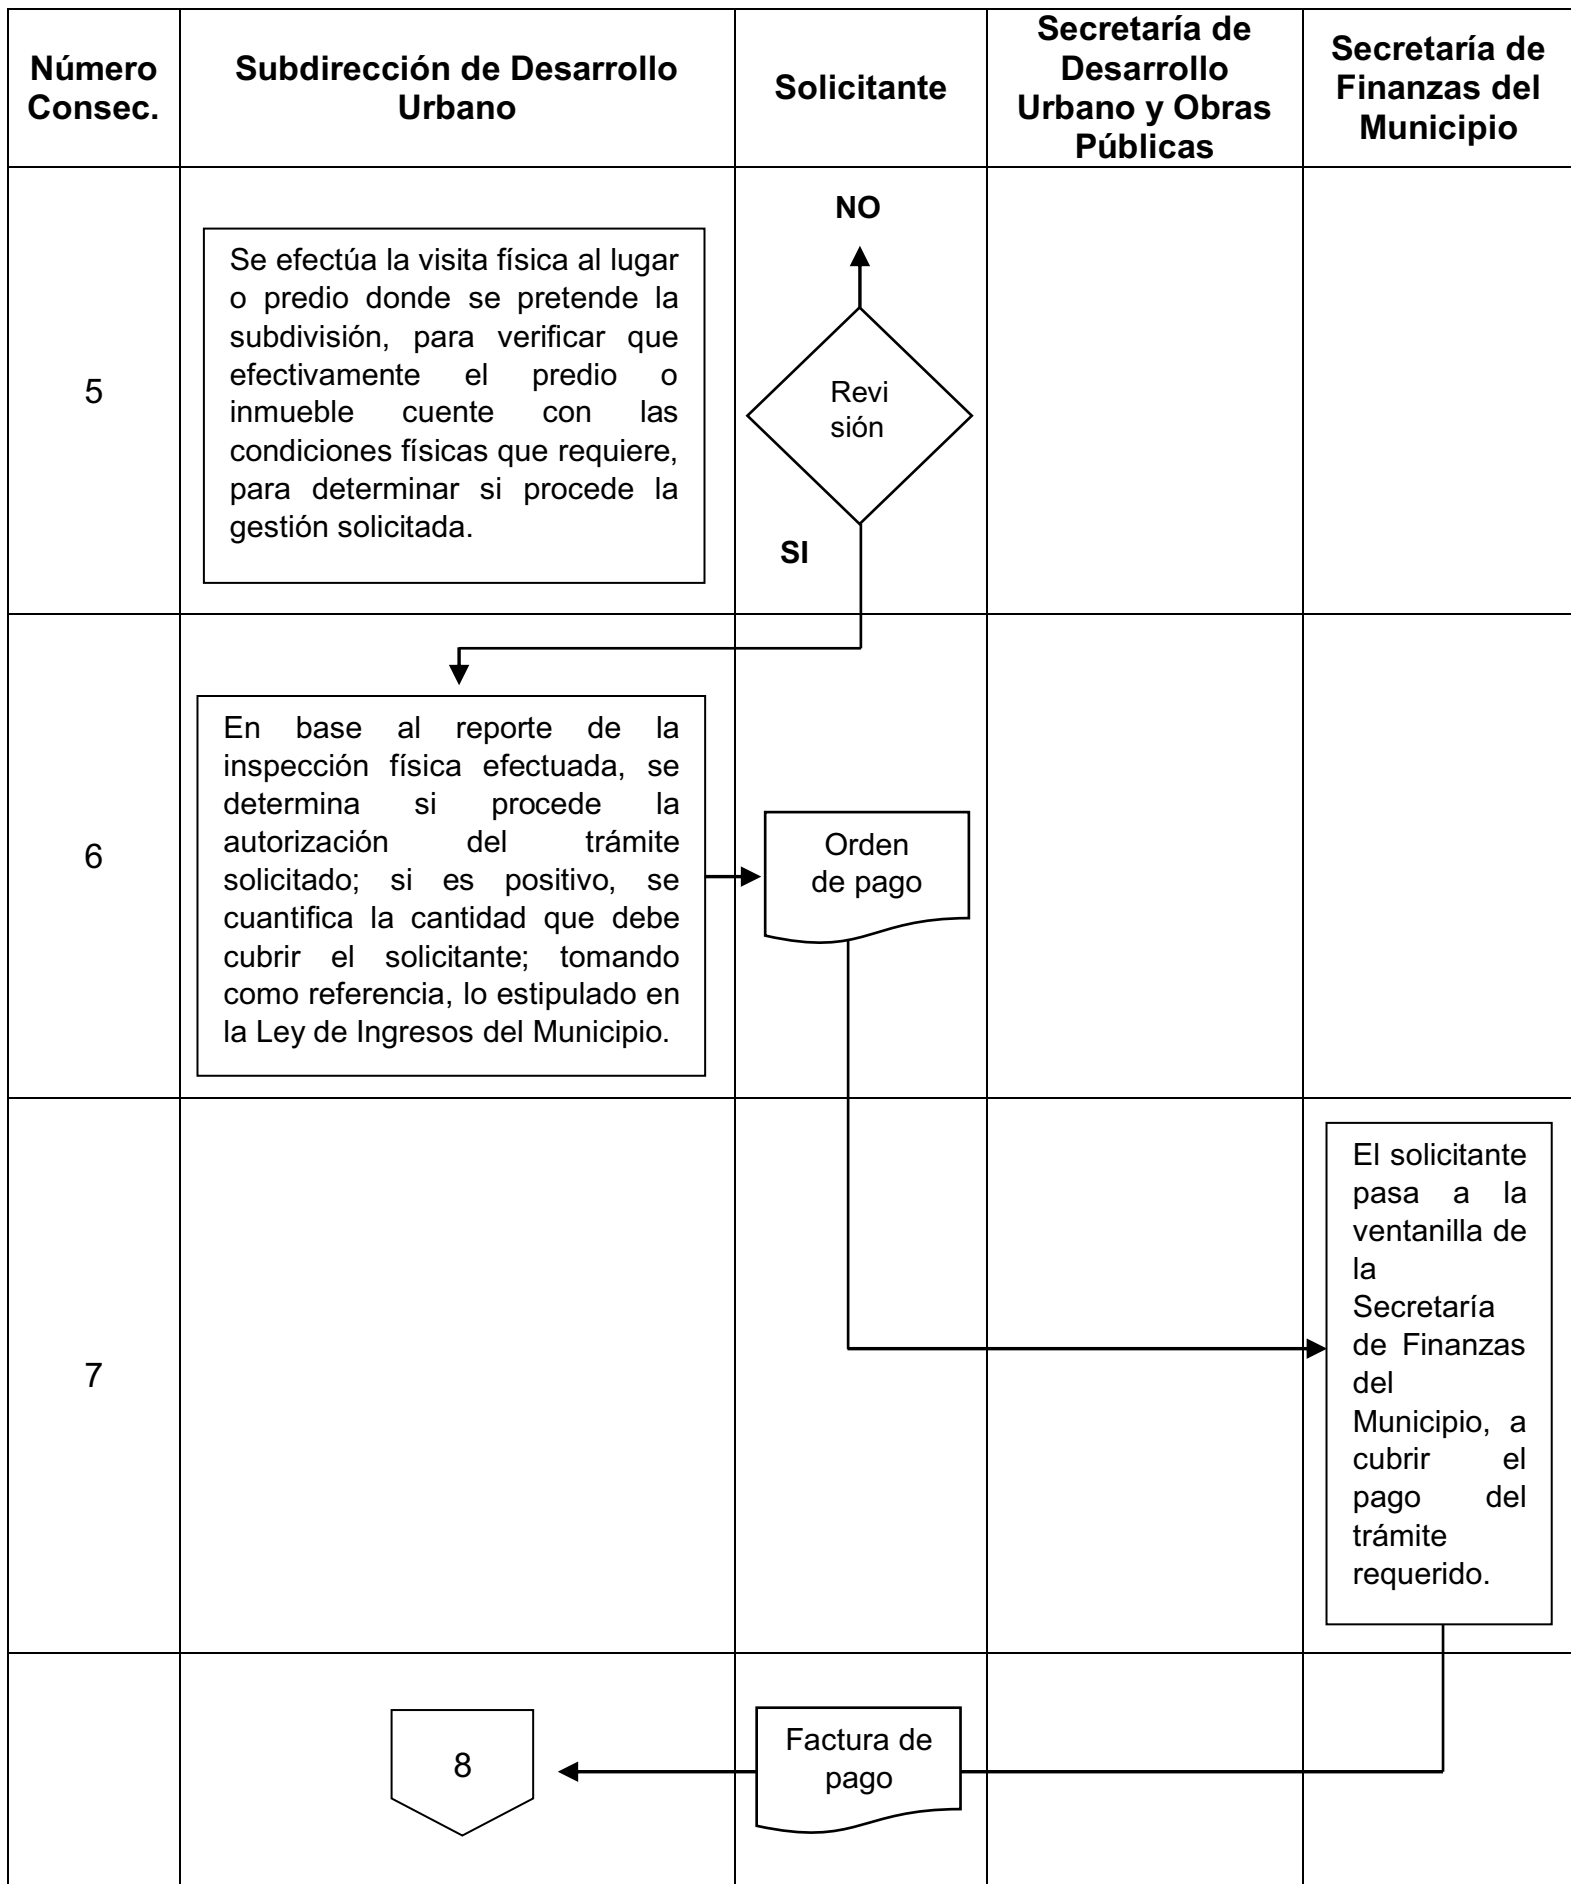 Número
Consec.
Subdirección de Desarrollo
Urbano
Solicitante
Secretaría de
Desarrollo
Urbano y Obras
Públicas
Secretaría de
Finanzas del
Municipio
5
Se efectúa la visita física al lugar
o predio donde se pretende la
subdivisión, para verificar que
efectivamente el predio o
inmueble cuente con las
condiciones físicas que requiere,
para determinar si procede la
gestión solicitada.
NO
Revi
sión
SI
6
En base al reporte de la
inspección física efectuada, se
determina si procede la
autorización del trámite
solicitado; si es positivo, se
cuantifica la cantidad que debe
cubrir el solicitante; tomando
como referencia, lo estipulado en
la Ley de Ingresos del Municipio.
Orden
de pago
7
El solicitante
pasa a la
ventanilla de
la
Secretaría
de Finanzas
del
Municipio, a
cubrir el
pago del
trámite
requerido.
8
Factura de
pago